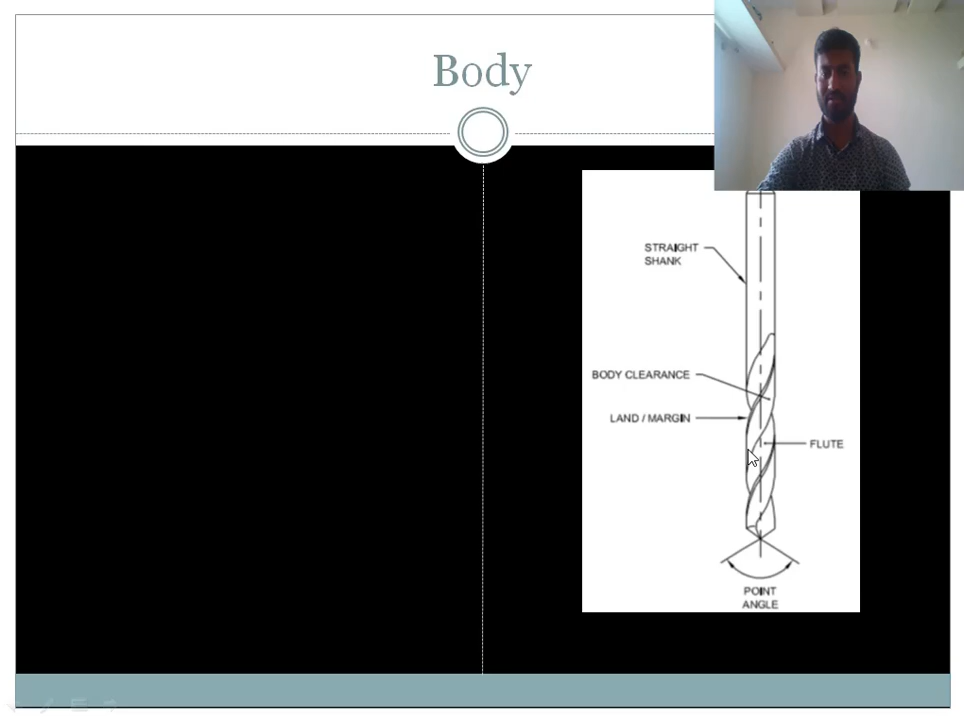 Body
STRAIGHT
SHANK
BODY CLEARANCE
LAND / MARGIN
FLUTE
POINT
ANGLE